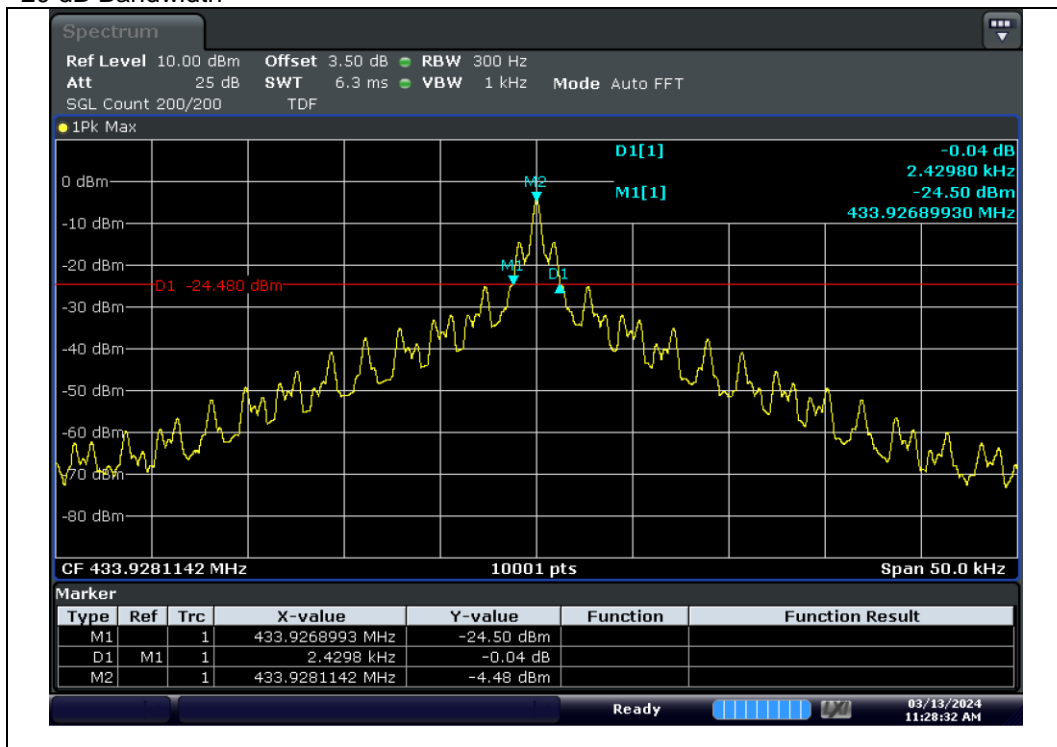 20 dB Bandwidth
Spectrum
Ref Level 10.00 dBm Offset 3.50 dB RBW 300 Hz
Att 25 dB SWT 6.3 ms VBW 1 kHz Mode Auto FFT
SGL Count 200/200 TDF
1Pk Max
D1[1] -0.04 dB
2.42980 kHz
M1[1] -24.50 dBm
433.92689930 MHz
0 dBm
M2
-10 dBm
-20 dBm
M1
D1
D1 -24.480 dBm
-30 dBm
-40 dBm
-50 dBm
-60 dBm
-70 dBm
-80 dBm
CF 433.9281142 MHz 10001 pts Span 50.0 kHz
Marker
Type Ref Trc X-value Y-value Function Function Result
M1 1 433.9268993 MHz -24.50 dBm
D1 M1 1 2.4298 kHz -0.04 dB
M2 1 433.9281142 MHz -4.48 dBm
Ready 03/13/2024
11:28:32 AM